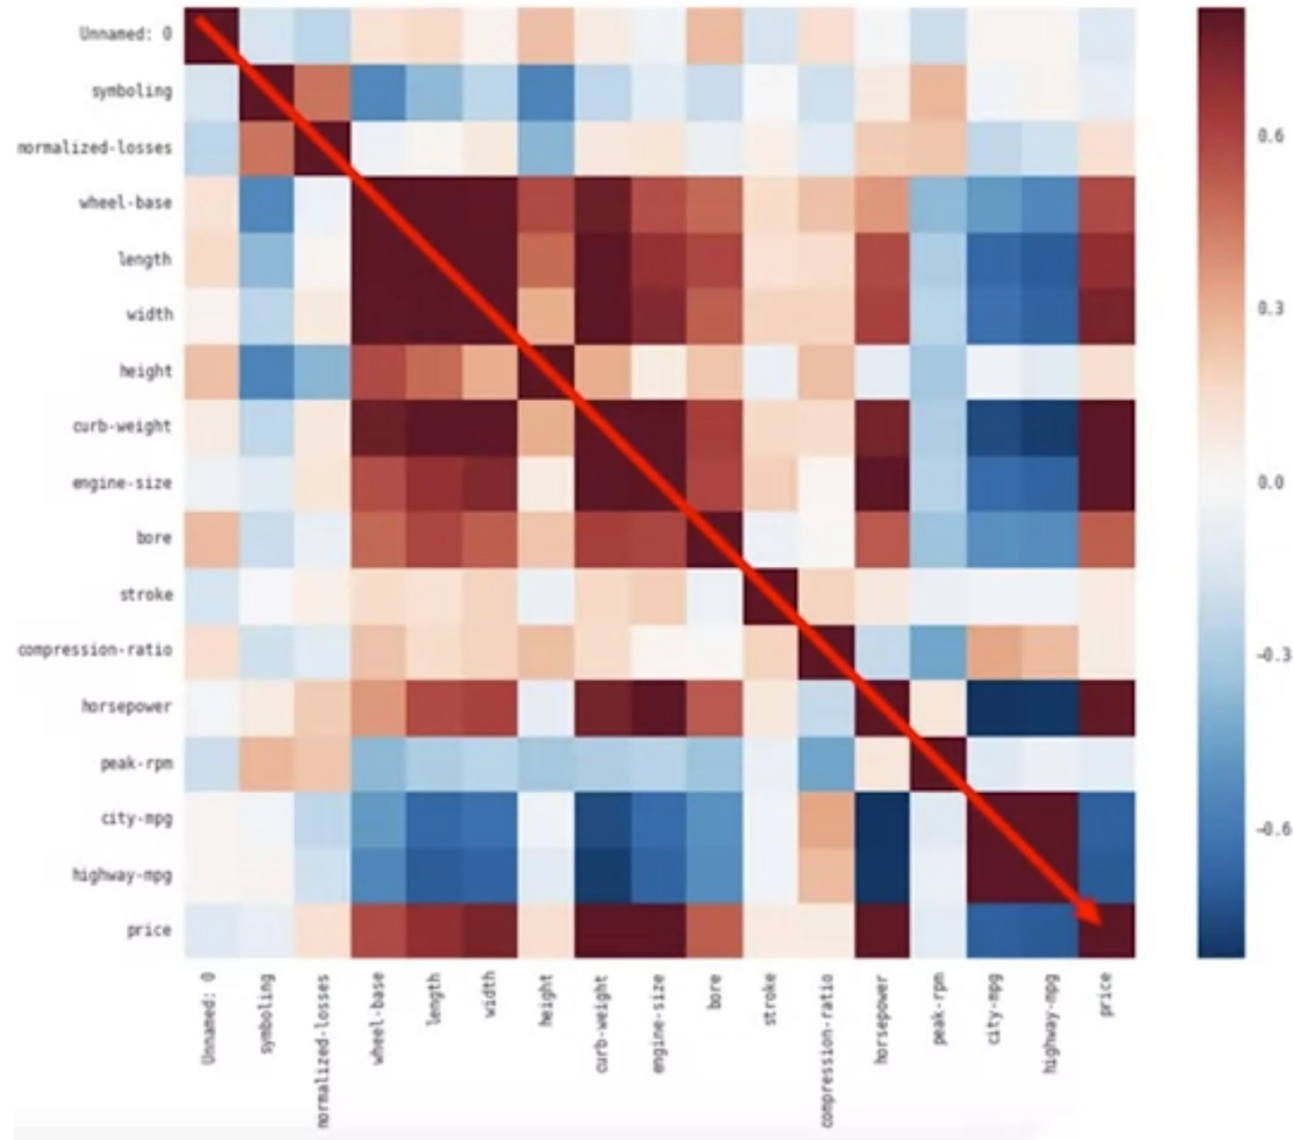 Unnamed: 0
symboling
normalized-losses
wheel-base
length
width
height
curb-weight
engine-size
bore
stroke
compression-ratio
horsepower
peak-rpm
city-mpg
highway-mpg
price
Unnamed: 0
symboling
normalized-losses
wheel-base
length
width
height
curb-weight
engine-size
bore
stroke
compression-ratio
horsepower
peak-rpm
city-mpg
highway-mpg
price
0.6
0.3
0.0
-0.3
-0.6